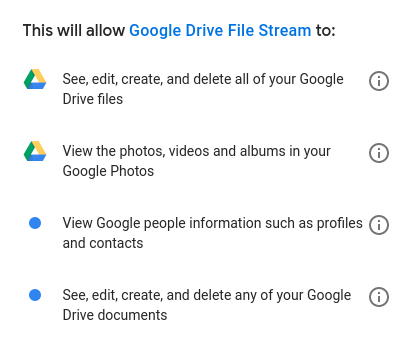 This will allow Google Drive File Stream to:
See, edit, create, and delete all of your Google
Drive files
View the photos, videos and albums in your
Google Photos
View Google people information such as profiles
and contacts
See, edit, create, and delete any of your Google
Drive documents